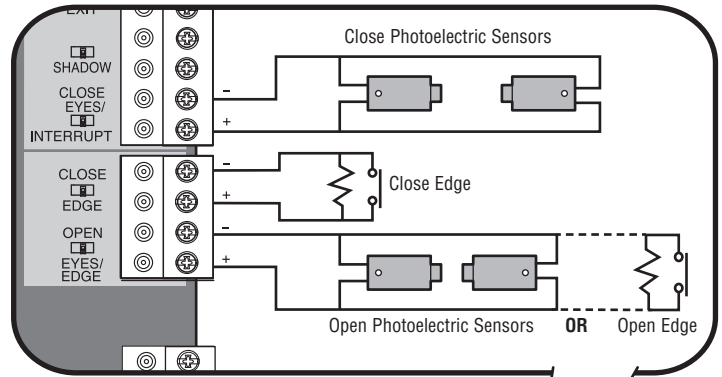 EXIT
Close Photoelectric Sensors
SHADOW
CLOSE
EYES/
-
INTERRUPT
+
CLOSE
-
EDGE
+
Close Edge
OPEN
-
EYES/
EDGE
+
Open Photoelectric Sensors
OR
Open Edge